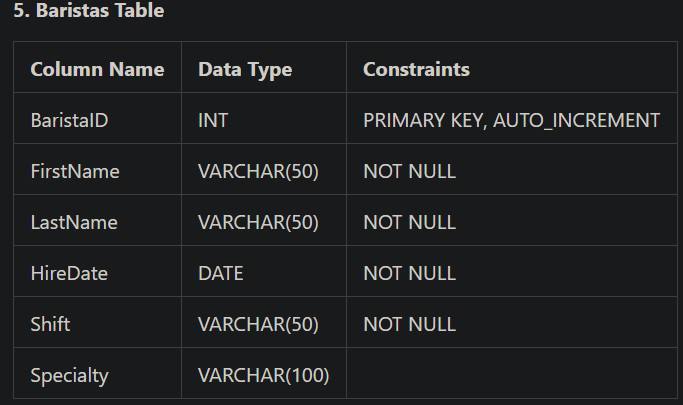 5. Baristas Table
Column Name Data Type Constraints
BaristaID INT PRIMARY KEY, AUTO_INCREMENT
FirstName VARCHAR(50) NOT NULL
LastName VARCHAR(50) NOT NULL
HireDate DATE NOT NULL
Shift VARCHAR(50) NOT NULL
Specialty VARCHAR(100)